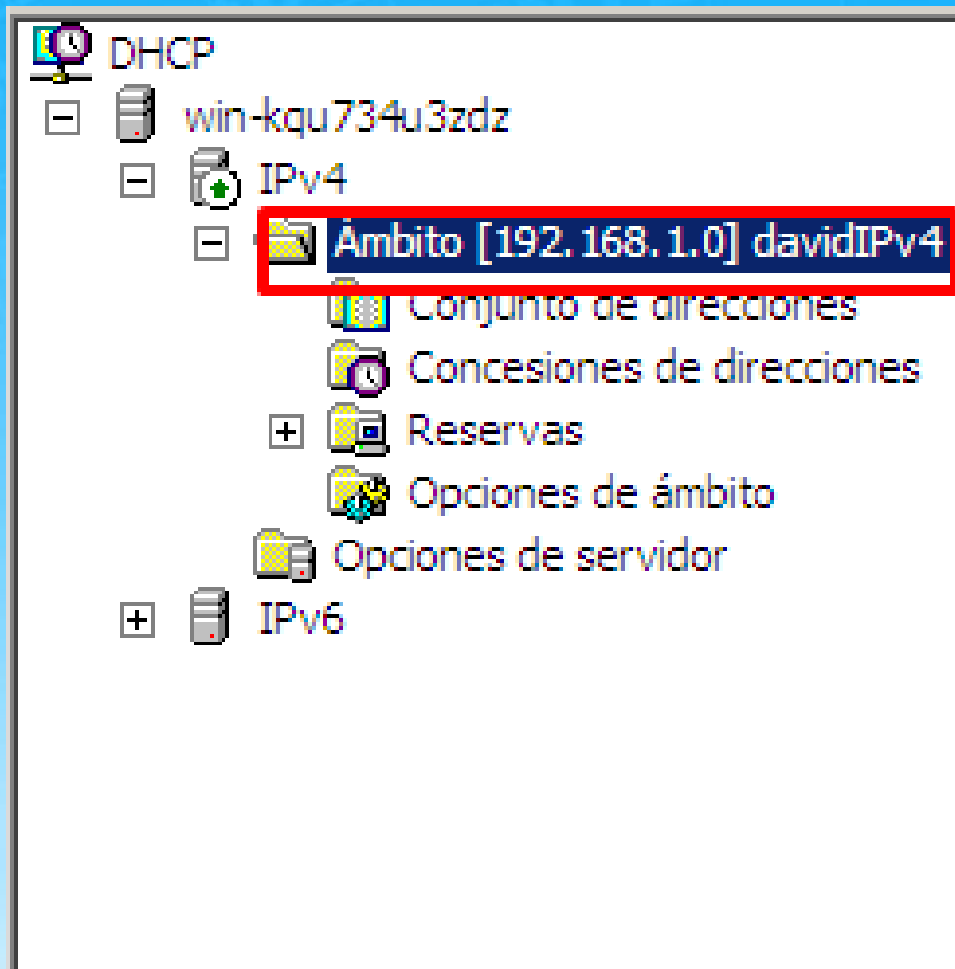 DHCP
win-kqu734u3zdz
IPv4
Ámbito [192.168.1.0] davidIPv4
Conjunto de direcciones
Concesiones de direcciones
Reservas
Opciones de ámbito
Opciones de servidor
IPv6